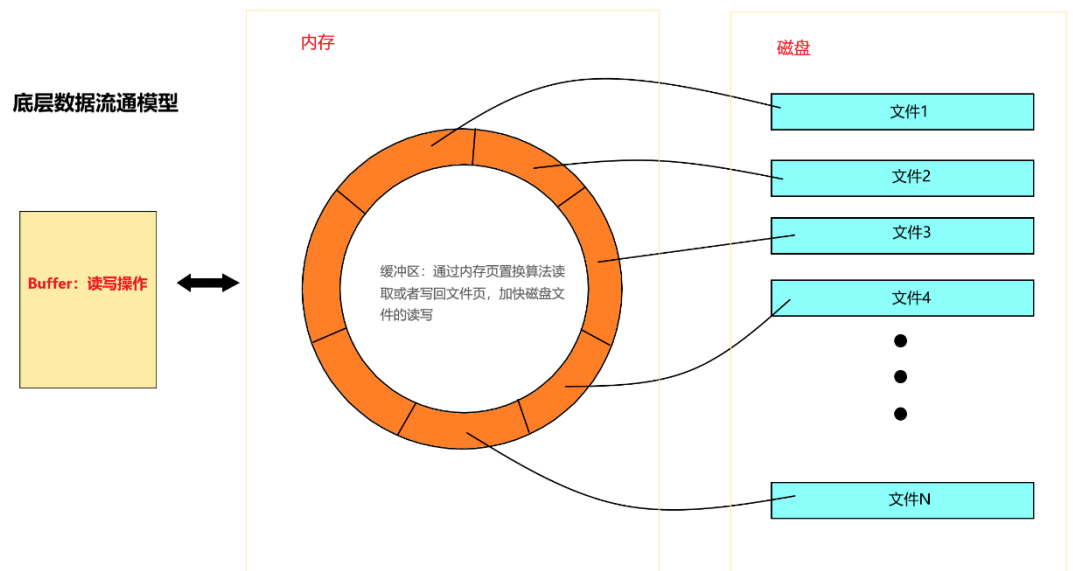 内存
磁盘
底层数据流通模型
文件1
文件2
文件3
Buffer：读写操作
缓冲区：通过内存页置换算法读
取或者写回文件页，加快磁盘文
件的读写
文件4
文件N